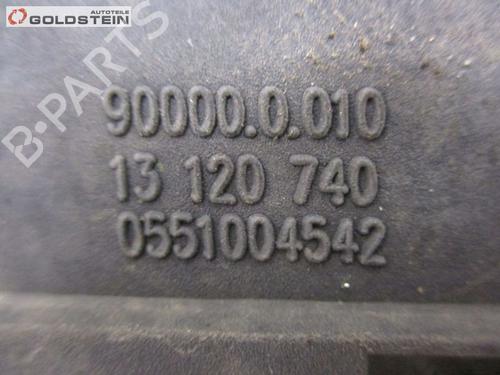 AUTOTEILE
GOLDSTEIN
B-PARTS
90000.0.010
13 120 740
0551004542